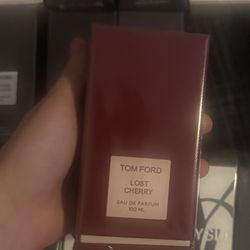 TOM FORD
LOST
CHERRY
EAU DE PARFUM
100 ML